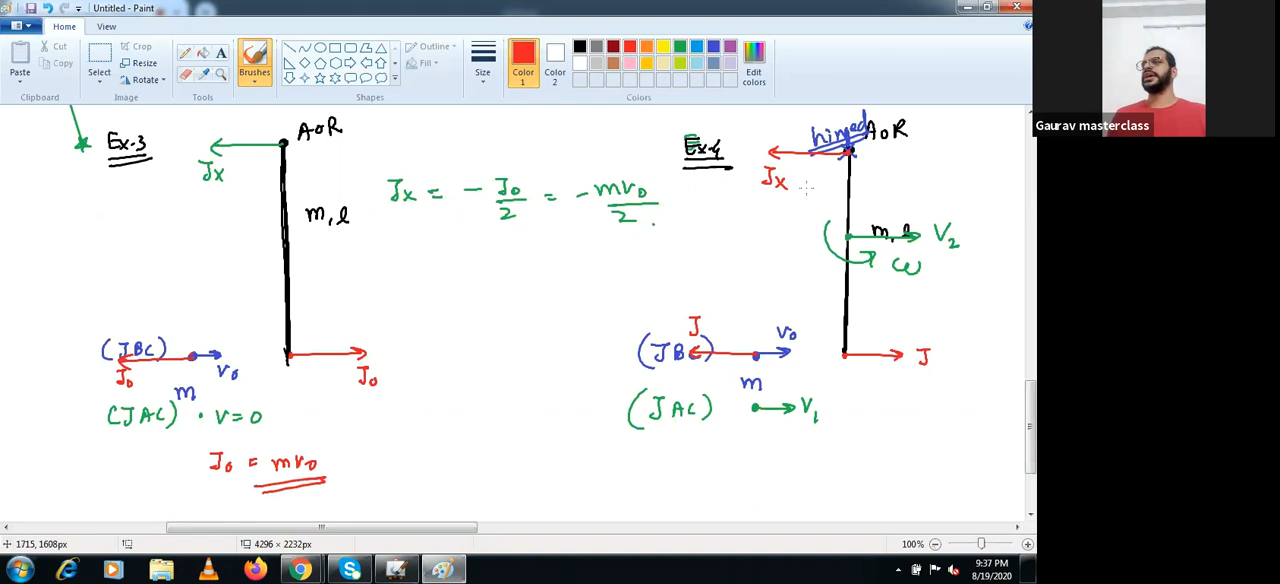 Untitled - Paint
Home
View
Paste
Cut
Copy
Clipboard
Select
Crop
Resize
Rotate
Image
A
Tools
Brushes
Outline
Fill
Shapes
Size
Color 1
Color 2
Edit colors
Colors
Gaurav masterclass
Ex-3
AOR
Jx
m, l
Jx = - J0/2 = - mv0/2 .
(JBC)
J0
v0
m
J0
(JAC) • v=0
J0 = mv0
Ex-4
hinged
AOR
Jx
m, l
V2
ω
J
(JBC)
v0
m
J
(JAC)
V1
1715, 1608px
4296 × 2232px
100%
9:37 PM
8/19/2020